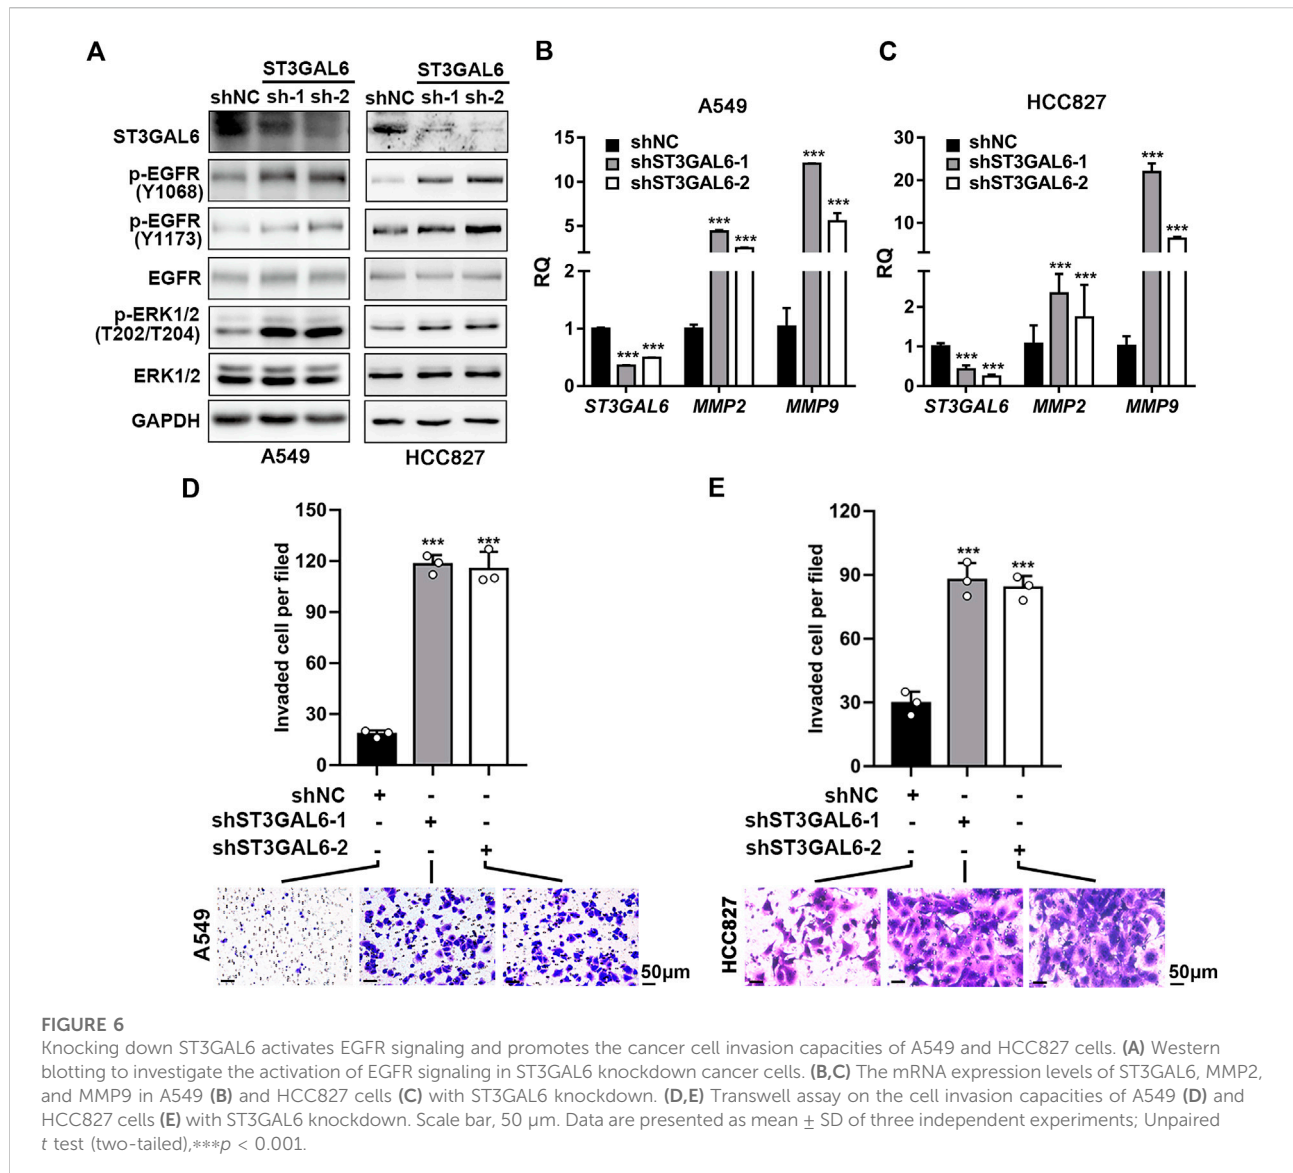 A
ST3GAL6
ST3GAL6
shNC sh-1 sh-2
shNC sh-1 sh-2
ST3GAL6
p-EGFR
(Y1068)
p-EGFR
(Y1173)
EGFR
p-ERK1/2
(T202/T204)
ERK1/2
GAPDH
A549
HCC827
B
A549
shNC
shST3GAL6-1
shST3GAL6-2
RQ
15
10
5
2
1
0
***
***
***
***
***
***
ST3GAL6
MMP2
MMP9
C
HCC827
shNC
shST3GAL6-1
shST3GAL6-2
RQ
30
20
10
2
1
0
***
***
***
***
***
***
ST3GAL6
MMP2
MMP9
D
Invaded cell per filed
150
120
90
60
30
0
***
***
shNC + - -
shST3GAL6-1 - + -
shST3GAL6-2 - - +
A549
50μm
E
Invaded cell per filed
120
90
60
30
0
***
***
shNC + - -
shST3GAL6-1 - + -
shST3GAL6-2 - - +
HCC827
50μm
FIGURE 6
Knocking down ST3GAL6 activates EGFR signaling and promotes the cancer cell invasion capacities of A549 and HCC827 cells. (A) Western
blotting to investigate the activation of EGFR signaling in ST3GAL6 knockdown cancer cells. (B,C) The mRNA expression levels of ST3GAL6, MMP2,
and MMP9 in A549 (B) and HCC827 cells (C) with ST3GAL6 knockdown. (D,E) Transwell assay on the cell invasion capacities of A549 (D) and
HCC827 cells (E) with ST3GAL6 knockdown. Scale bar, 50 μm. Data are presented as mean ± SD of three independent experiments; Unpaired
t test (two-tailed),∗∗∗p < 0.001.